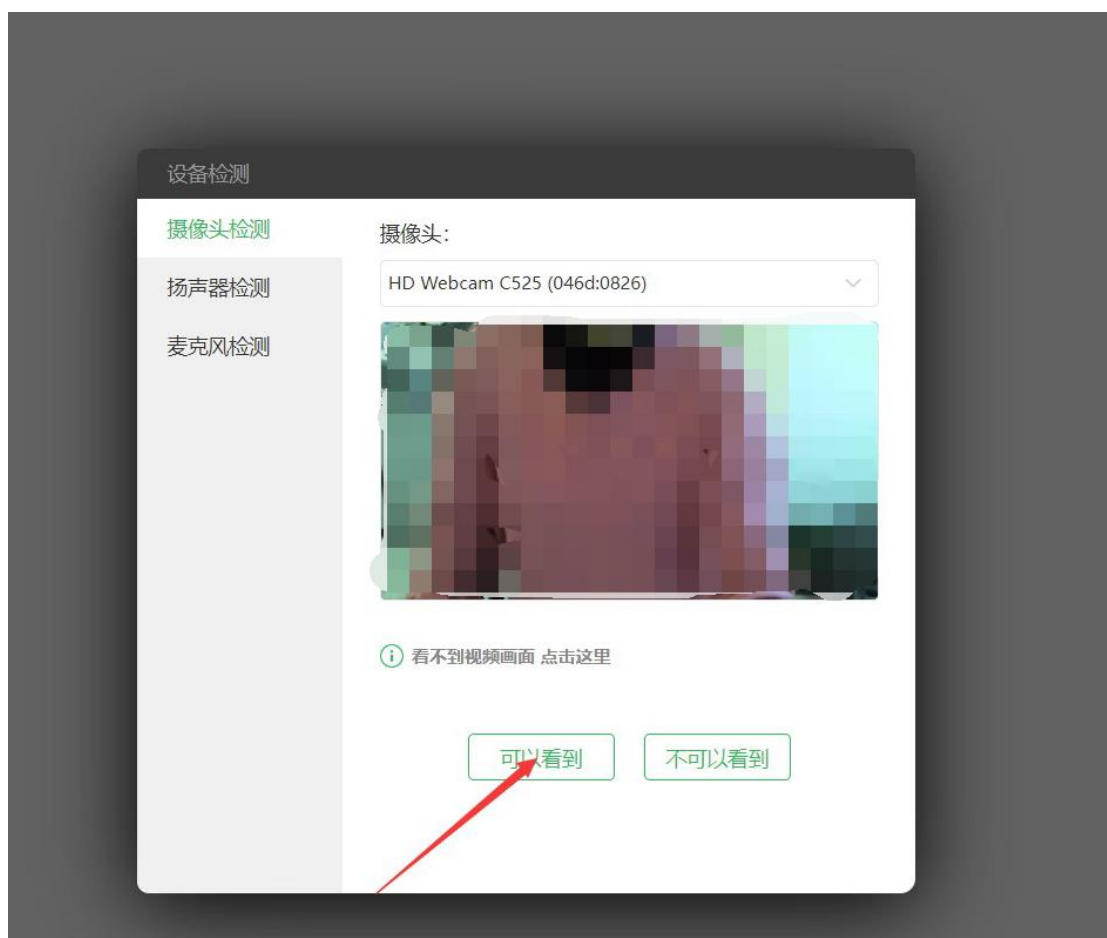 设备检测
摄像头检测
扬声器检测
麦克风检测
摄像头：
HD Webcam C525 (046d:0826)
看不到视频画面 点击这里
可以看到
不可以看到